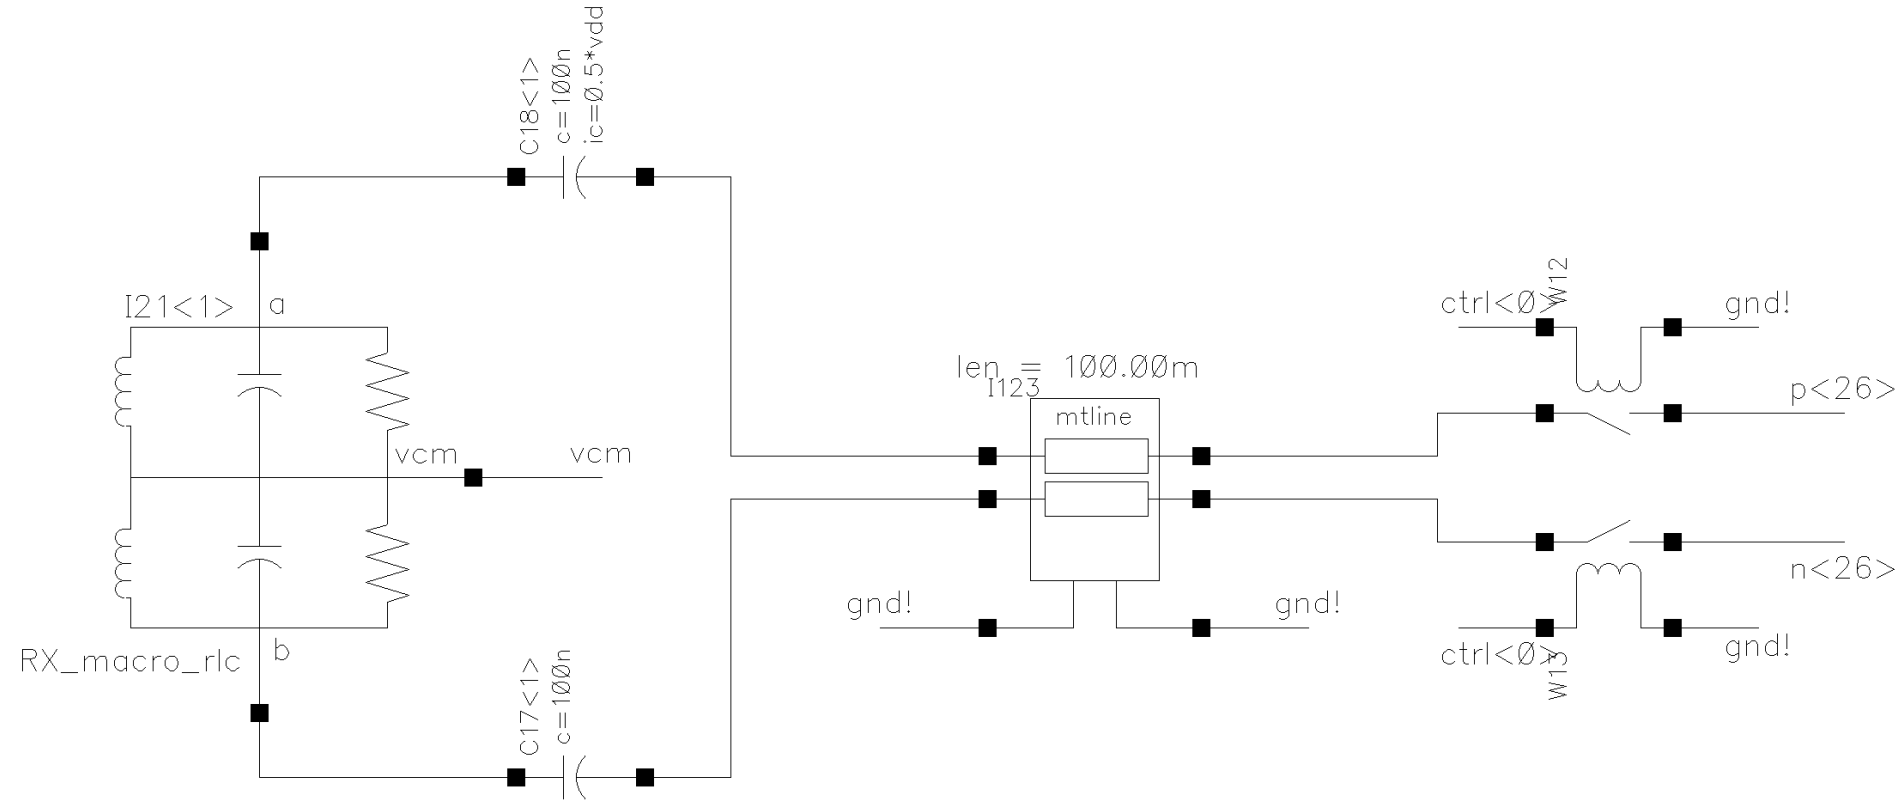 C18<1>
c=100n
ic=0.5*vdd
I21<1>
a
vcm
vcm
b
RX_macro_rlc
C17<1>
c=100n
len = 100.00m
I123
mtline
gnd!
gnd!
ctrl<0>
W12
gnd!
p<26>
n<26>
ctrl<0>
W13
gnd!